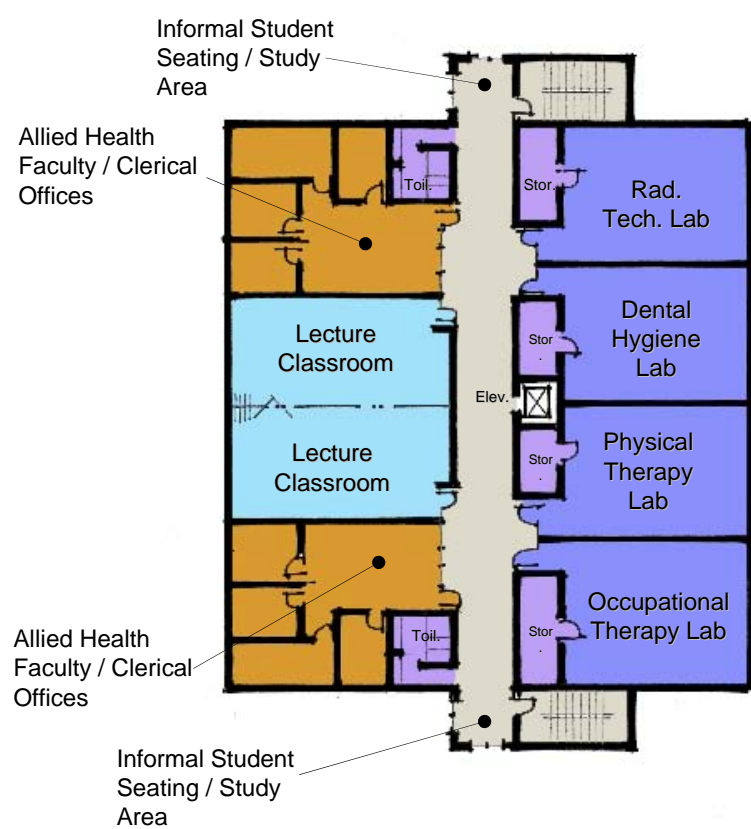 Informal Student
Seating / Study
Area
Allied Health
Faculty / Clerical
Offices
Toil.
Stor.
Rad.
Tech. Lab
Lecture
Classroom
Stor
.
Dental
Hygiene
Lab
Elev.
Lecture
Classroom
Stor
.
Physical
Therapy
Lab
Allied Health
Faculty / Clerical
Offices
Toil.
Stor
.
Occupational
Therapy Lab
Informal Student
Seating / Study
Area